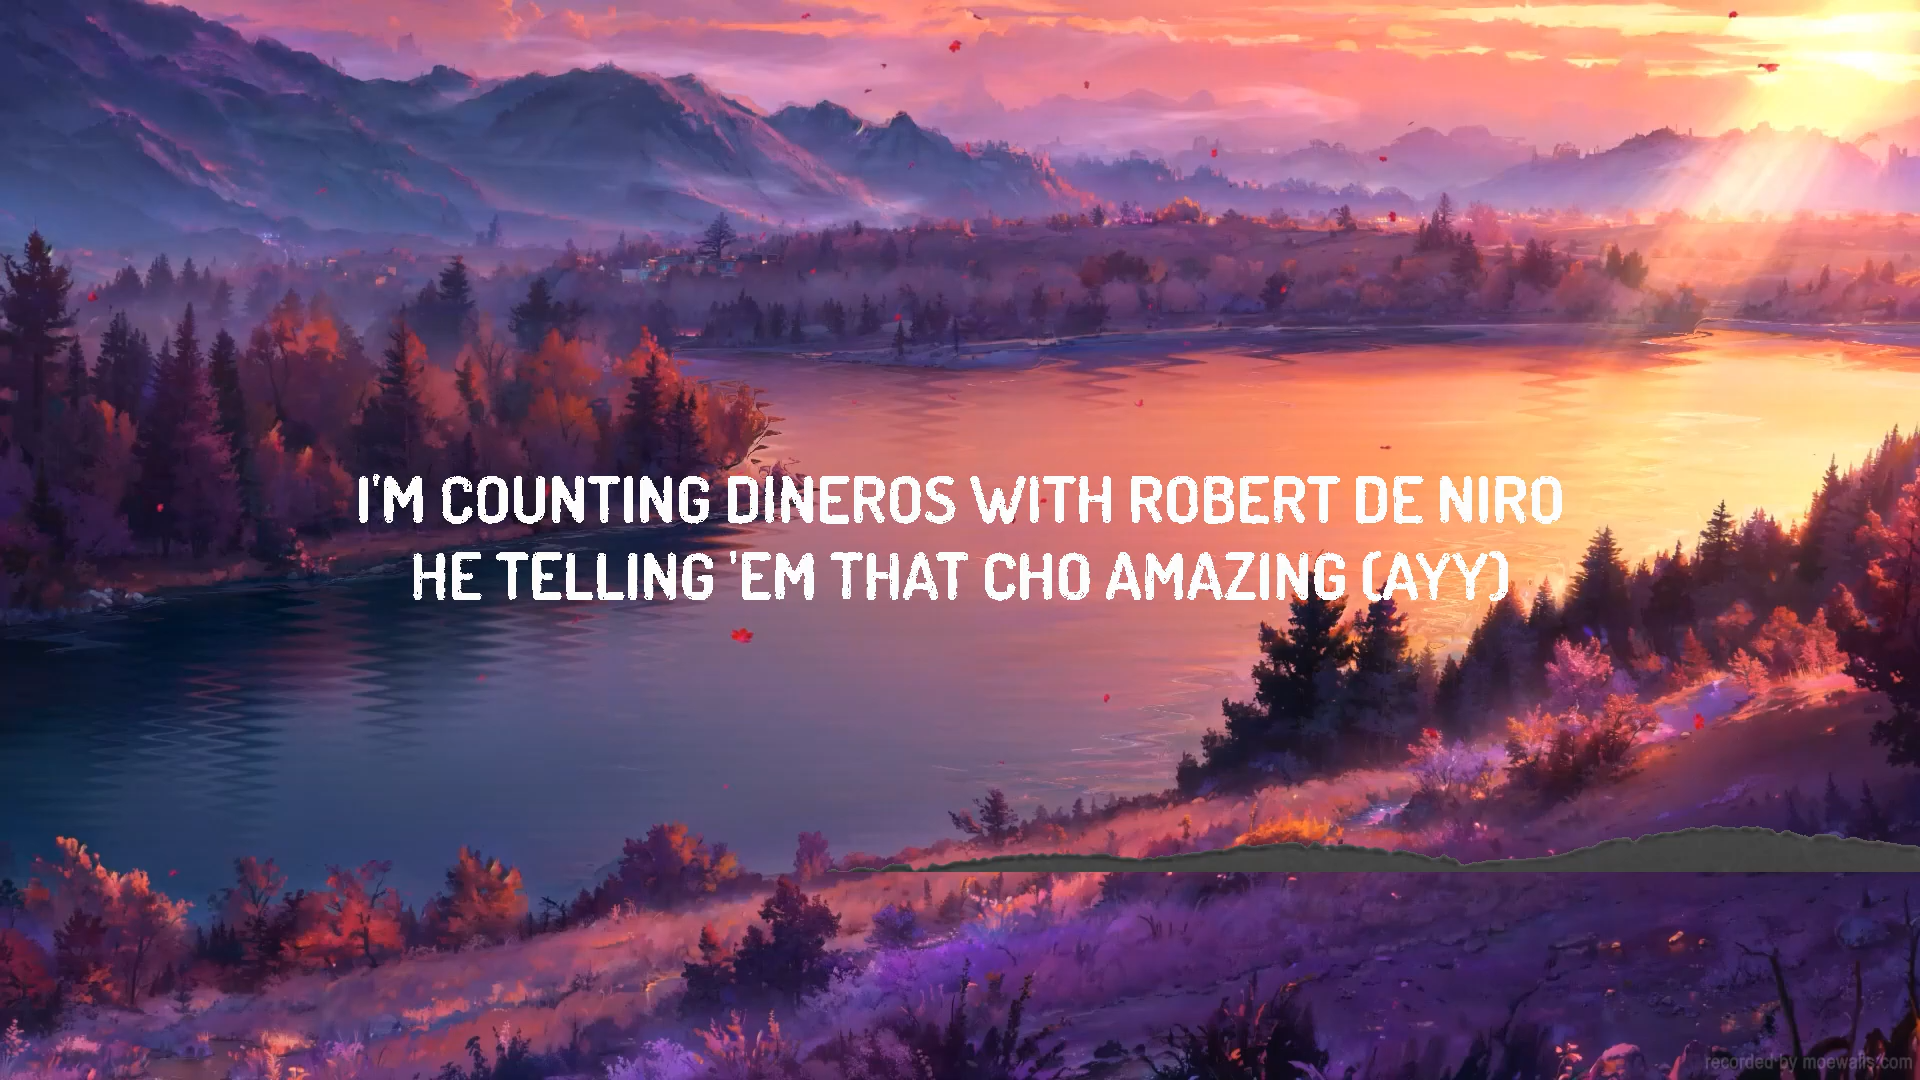 I'M COUNTING DINEROS WITH ROBERT DE NIRO
HE TELLING 'EM THAT CHO AMAZING (AYY)
recorded by moewalls.com